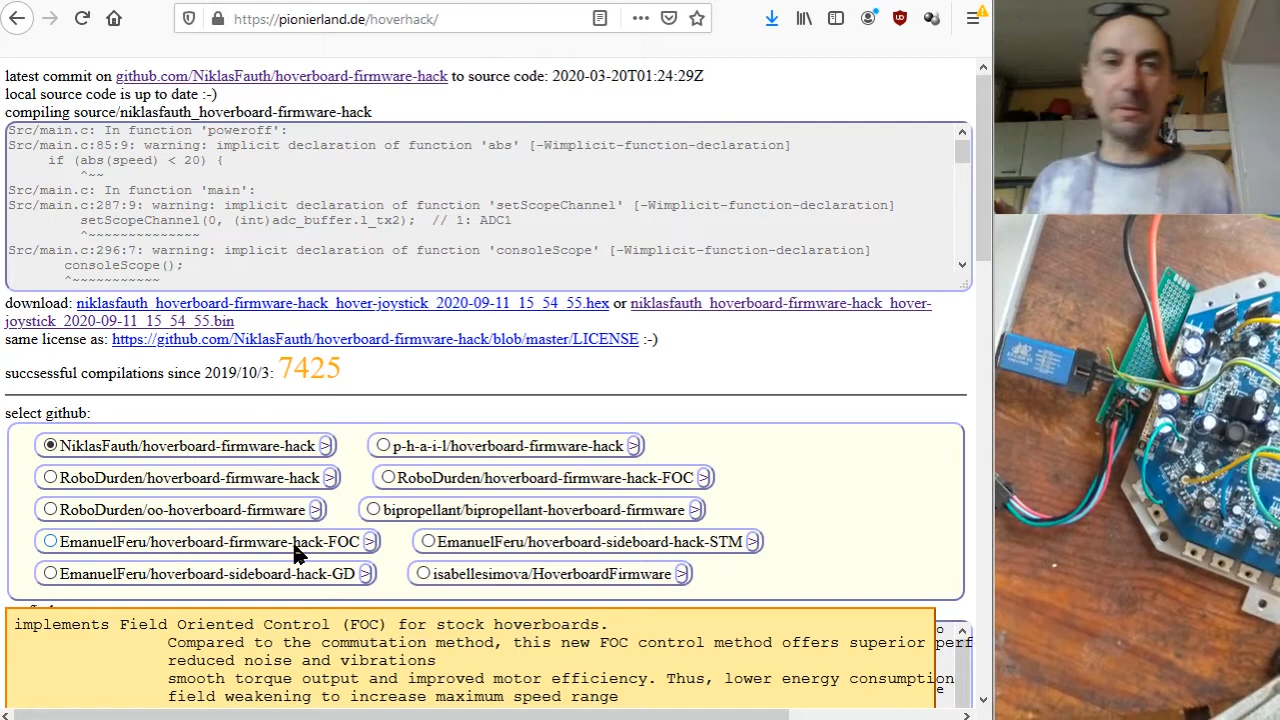 https://pionierland.de/hoverhack/
latest commit on github.com/NiklasFauth/hoverboard-firmware-hack to source code: 2020-03-20T01:24:29Z
local source code is up to date :-)
compiling source/niklasfauth_hoverboard-firmware-hack
Src/main.c: In function 'poweroff':
Src/main.c:85:9: warning: implicit declaration of function 'abs' [-Wimplicit-function-declaration]
if (abs(speed) < 20) {
^~~
Src/main.c: In function 'main':
Src/main.c:287:9: warning: implicit declaration of function 'setScopeChannel' [-Wimplicit-function-declaration]
setScopeChannel(0, (int)adc_buffer.l_tx2);  // 1: ADC1
^~~~~~~~~~~~~~~
Src/main.c:296:7: warning: implicit declaration of function 'consoleScope' [-Wimplicit-function-declaration]
consoleScope();
^~~~~~~~~~~~
download: niklasfauth_hoverboard-firmware-hack_hover-joystick_2020-09-11_15_54_55.hex or niklasfauth_hoverboard-firmware-hack_hover-
joystick_2020-09-11_15_54_55.bin
same license as: https://github.com/NiklasFauth/hoverboard-firmware-hack/blob/master/LICENSE :-)
succsessful compilations since 2019/10/3: 7425
select github:
NiklasFauth/hoverboard-firmware-hack > p-h-a-i-l/hoverboard-firmware-hack >
RoboDurden/hoverboard-firmware-hack > RoboDurden/hoverboard-firmware-hack-FOC >
RoboDurden/oo-hoverboard-firmware > bipropellant/bipropellant-hoverboard-firmware >
EmanuelFeru/hoverboard-firmware-hack-FOC > EmanuelFeru/hoverboard-sideboard-hack-STM >
EmanuelFeru/hoverboard-sideboard-hack-GD > isabellesimova/HoverboardFirmware >
implements Field Oriented Control (FOC) for stock hoverboards.
Compared tf the commutation method, this new FOC control method offers superior perf
reduced noise and vibrations
smooth torque output and improved motor efficiency. Thus, lower energy consumption
field weakening to increase maximum speed range